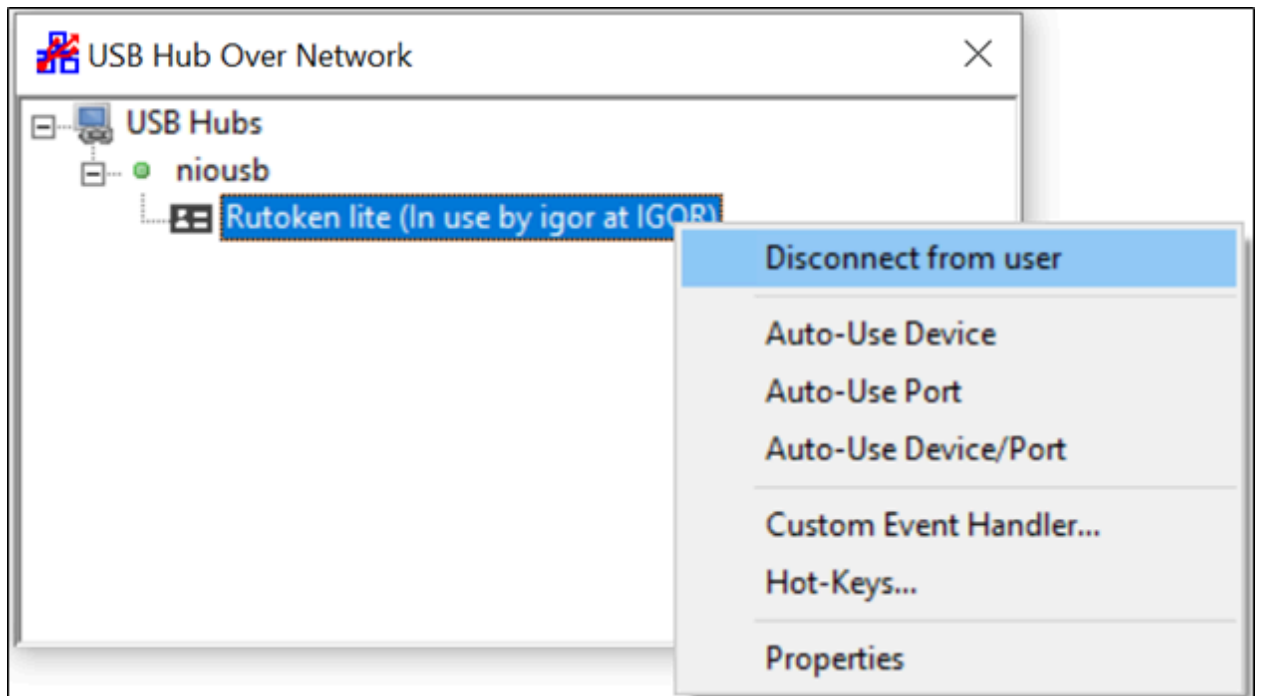 USB Hub Over Network
USB Hubs
niousb
Rutoken lite (In use by igor at IGOR)
Disconnect from user
Auto-Use Device
Auto-Use Port
Auto-Use Device/Port
Custom Event Handler...
Hot-Keys...
Properties